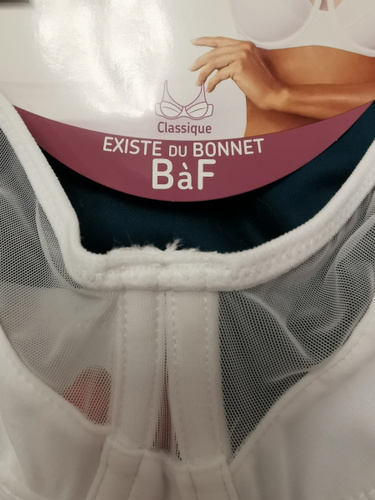 Classique
EXISTE DU BONNET
BàF